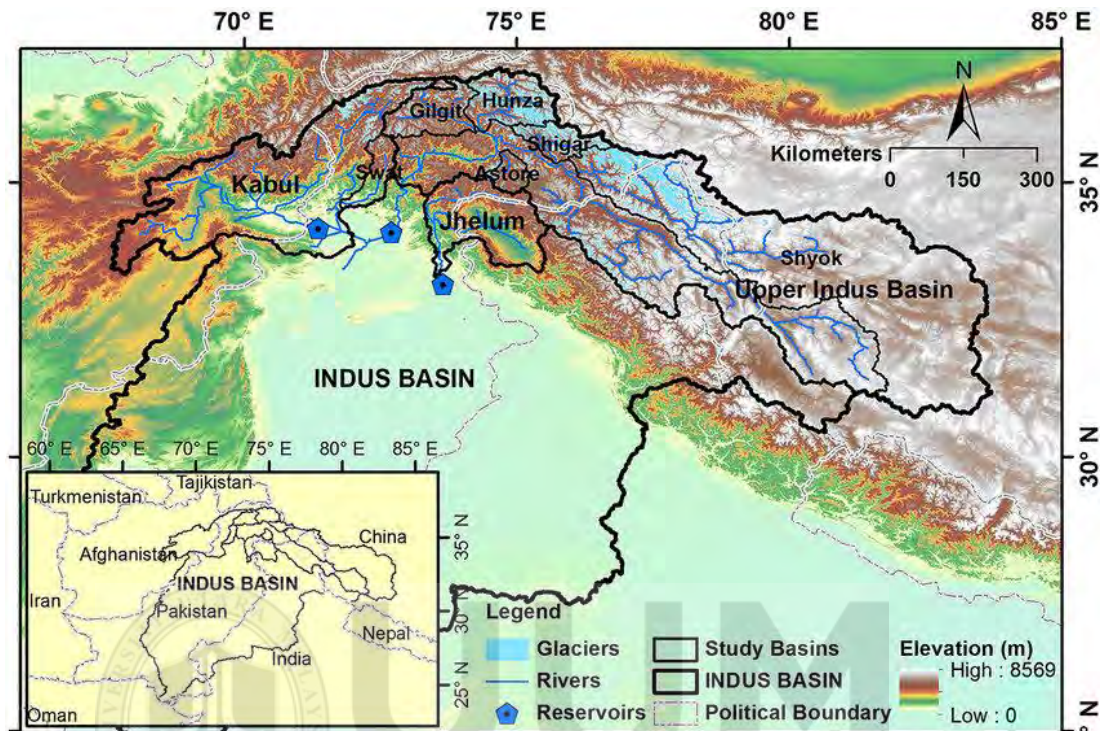 70° E 75° E 80° E 85° E
N
Hunza
Gilgit
Shigar
Kilometers
0 150 300
35° N
Swat
Astore
Kabul
Jhelum
Shyok
Upper Indus Basin
INDUS BASIN
30° N
60° E 65° E 70° E 75° E 80° E 85° E
Tajikistan
Turkmenistan
35° N
China
Afghanistan
INDUS BASIN
Iran
Pakistan
30° N
Nepal
India
25° N
Oman
Legend
Glaciers
Rivers
Reservoirs
Study Basins
INDUS BASIN
Political Boundary
Elevation (m)
High : 8569
Low : 0
° N
UUM